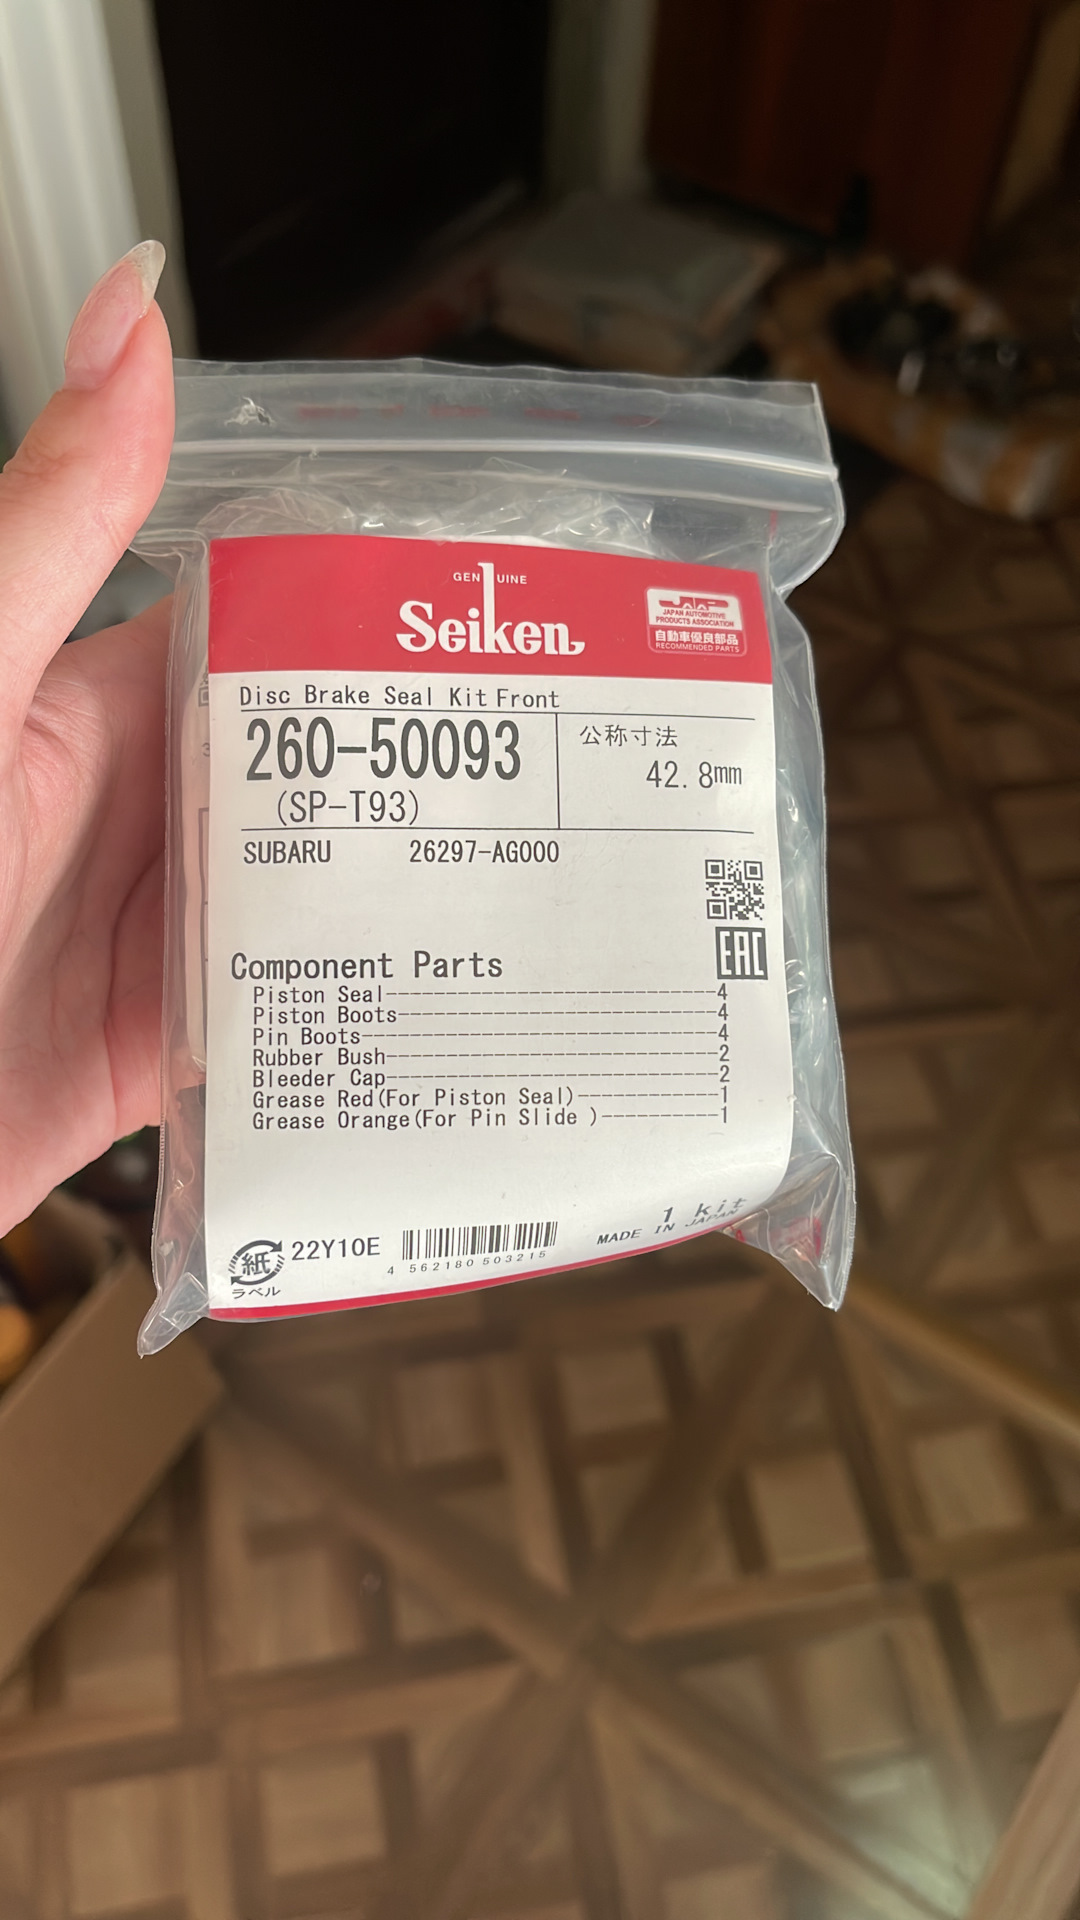 GENUINE
Seiken
JAP
JAPAN AUTOMOTIVE
PRODUCTS ASSOCIATION
自動車優良部品
RECOMMENDED PARTS
Disc Brake Seal Kit Front
260-50093
(SP-T93)
公称寸法
42.8mm
SUBARU 26297-AG000
EAC
Component Parts
Piston Seal 4
Piston Boots 4
Pin Boots 4
Rubber Bush 2
Bleeder Cap 2
Grease Red(For Piston Seal) 1
Grease Orange(For Pin Slide ) 1
1 kit
MADE IN JAPAN
紙
ラベル
22Y10E
4 562180 503215